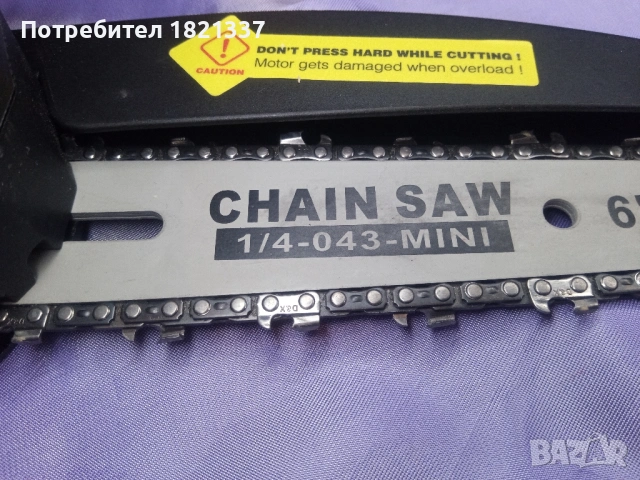 Потребител 1821337
DON'T PRESS HARD WHILE CUTTING !
Motor gets damaged when overload !
CAUTION
CHAIN SAW
1/4-043-MINI
BAZAR